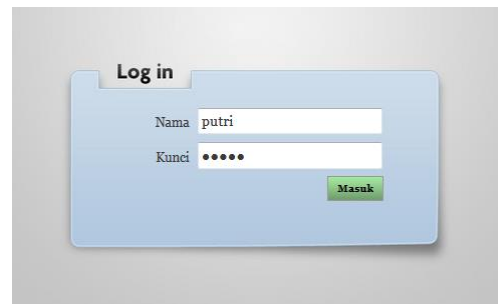 Log in
Nama putri
Kunci •••••
Masuk